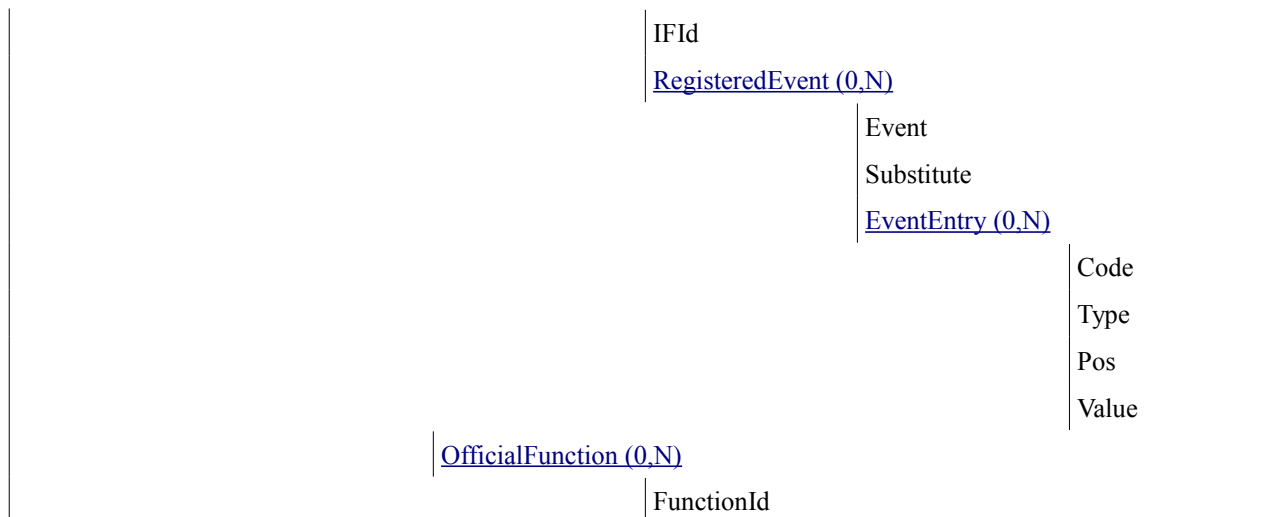 IFId
RegisteredEvent (0,N)
Event
Substitute
EventEntry (0,N)
Code
Type
Pos
Value
OfficialFunction (0,N)
FunctionId